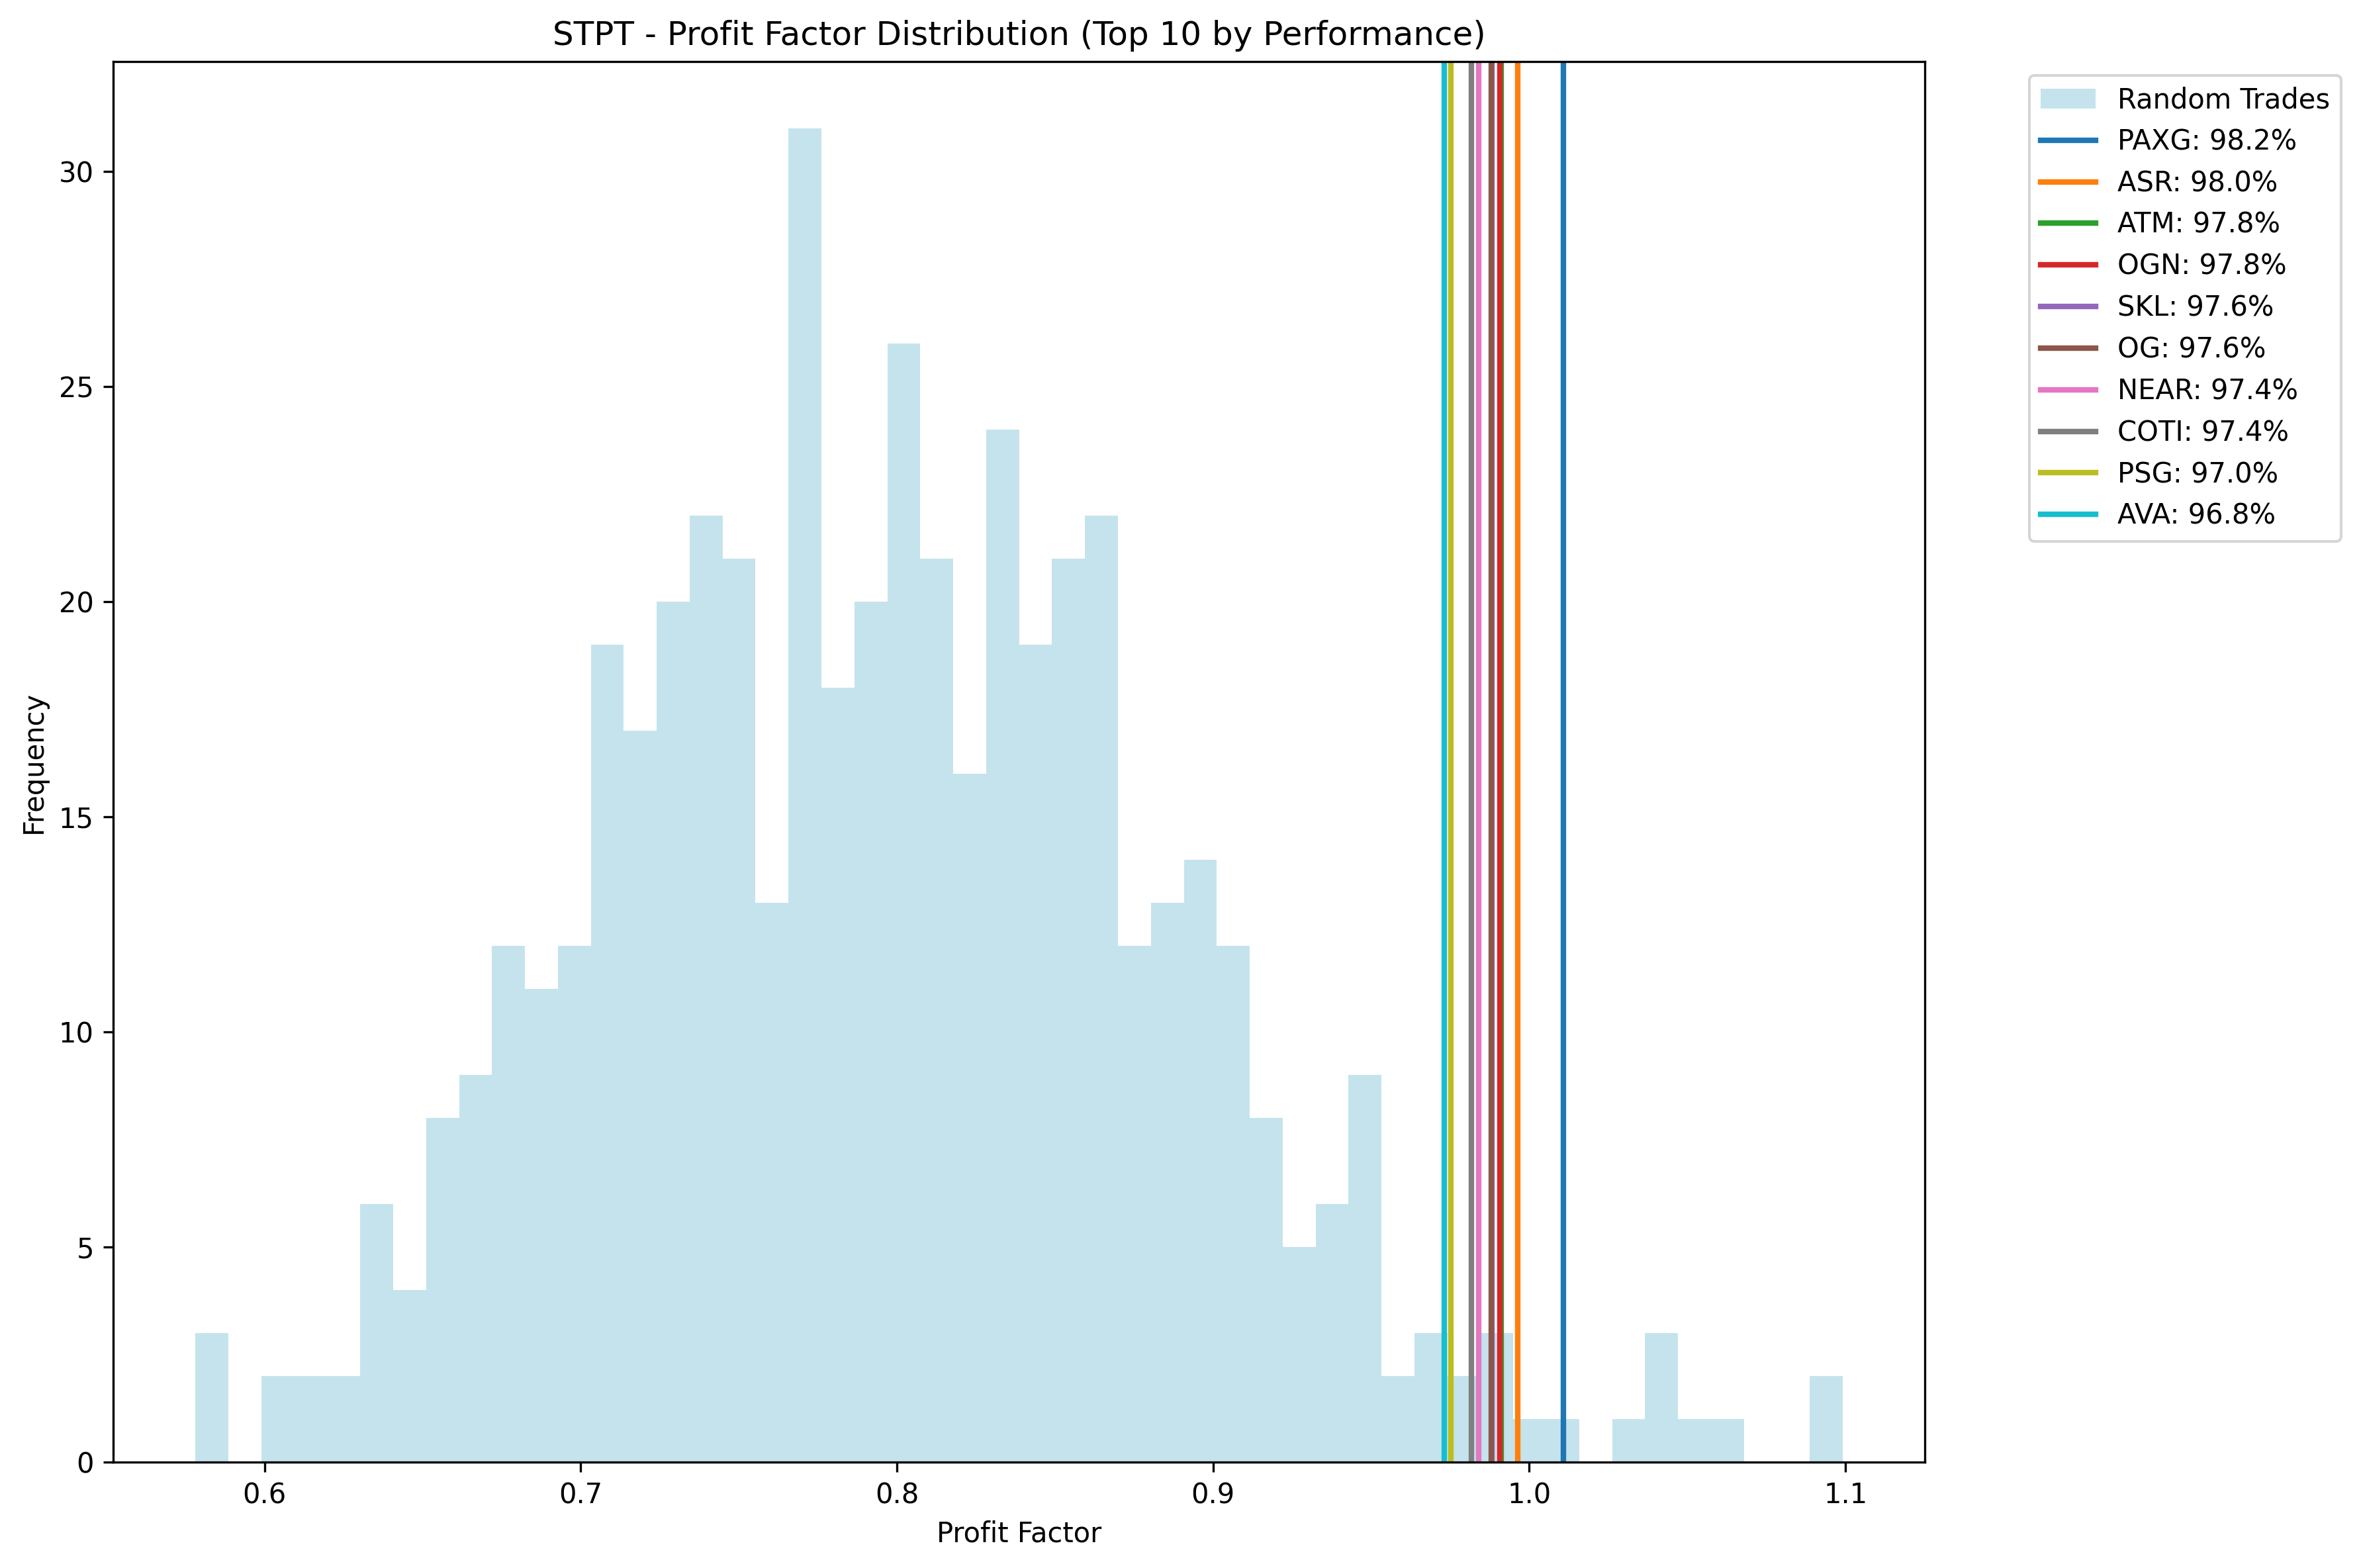 STPT - Profit Factor Distribution (Top 10 by Performance)
Random Trades
PAXG: 98.2%
ASR: 98.0%
ATM: 97.8%
OGN: 97.8%
SKL: 97.6%
OG: 97.6%
NEAR: 97.4%
COTI: 97.4%
PSG: 97.0%
AVA: 96.8%
Frequency
30
25
20
15
10
5
0
0.6
0.7
0.8
0.9
1.0
1.1
Profit Factor